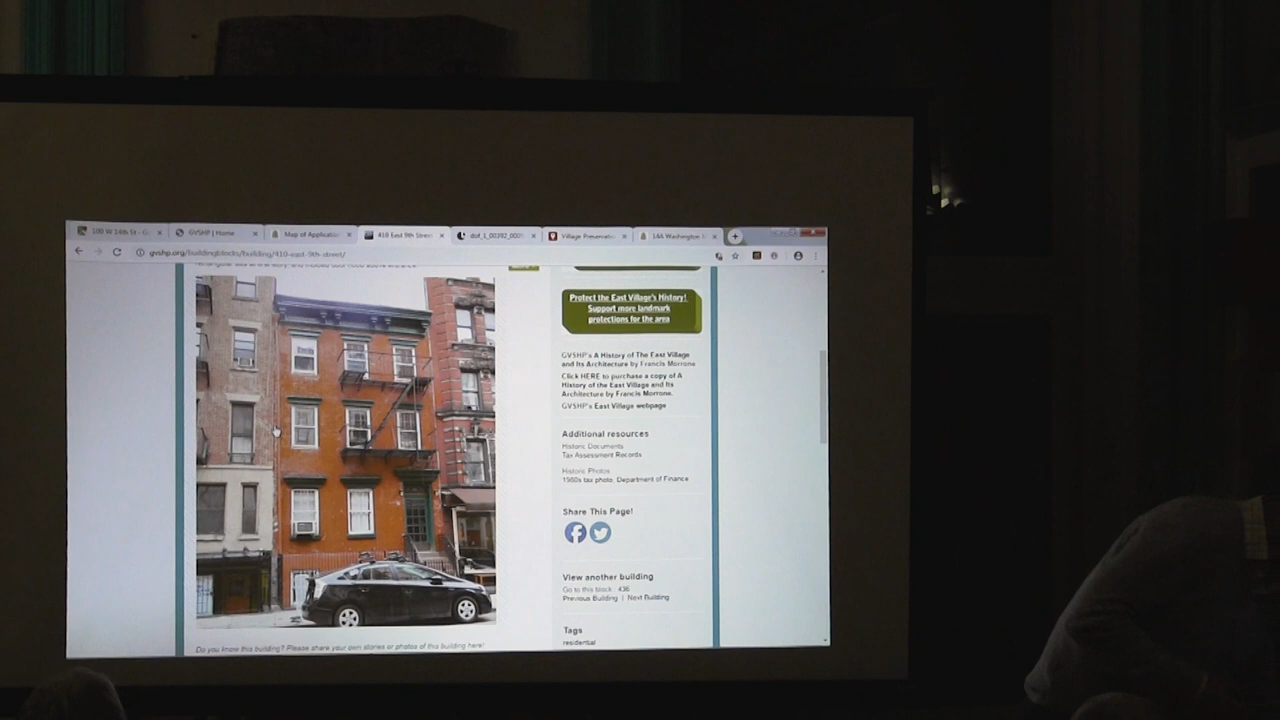 100 W 14th St - G
GVSHP | Home
Map of Application
410 East 9th Street
dof_1_00392_000
Village Preservation
144 Washington
gvshp.org/buildingblocks/building/410-east-9th-street/
Protect the East Village's History!
Support more landmark
protections for the area
GVSHP's A History of The East Village
and Its Architecture by Francis Morrone
Click HERE to purchase a copy of A
History of the East Village and Its
Architecture by Francis Morrone.
GVSHP's East Village webpage
Additional resources
Historic Documents
Tax Assessment Records
Historic Photos
1980s tax photo, Department of Finance
Share This Page!
View another building
Go to this block : 436
Previous Building | Next Building
Tags
residential
Do you know this building? Please share your own stories or photos of this building here!